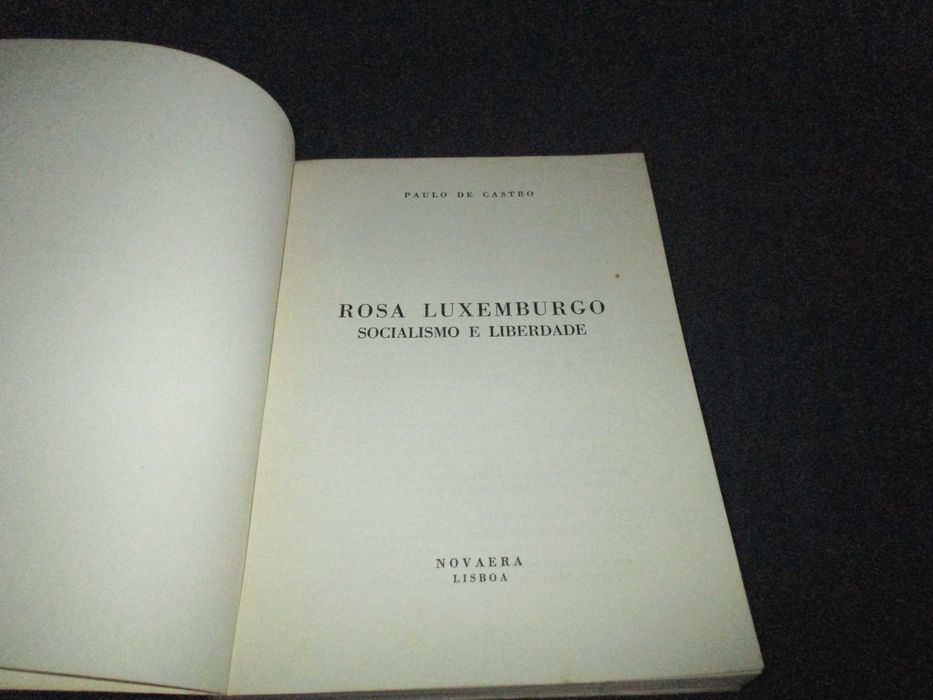 PAULO DE CASTRO
ROSA LUXEMBURGO
SOCIALISMO E LIBERDADE
NOVAERA
LISBOA